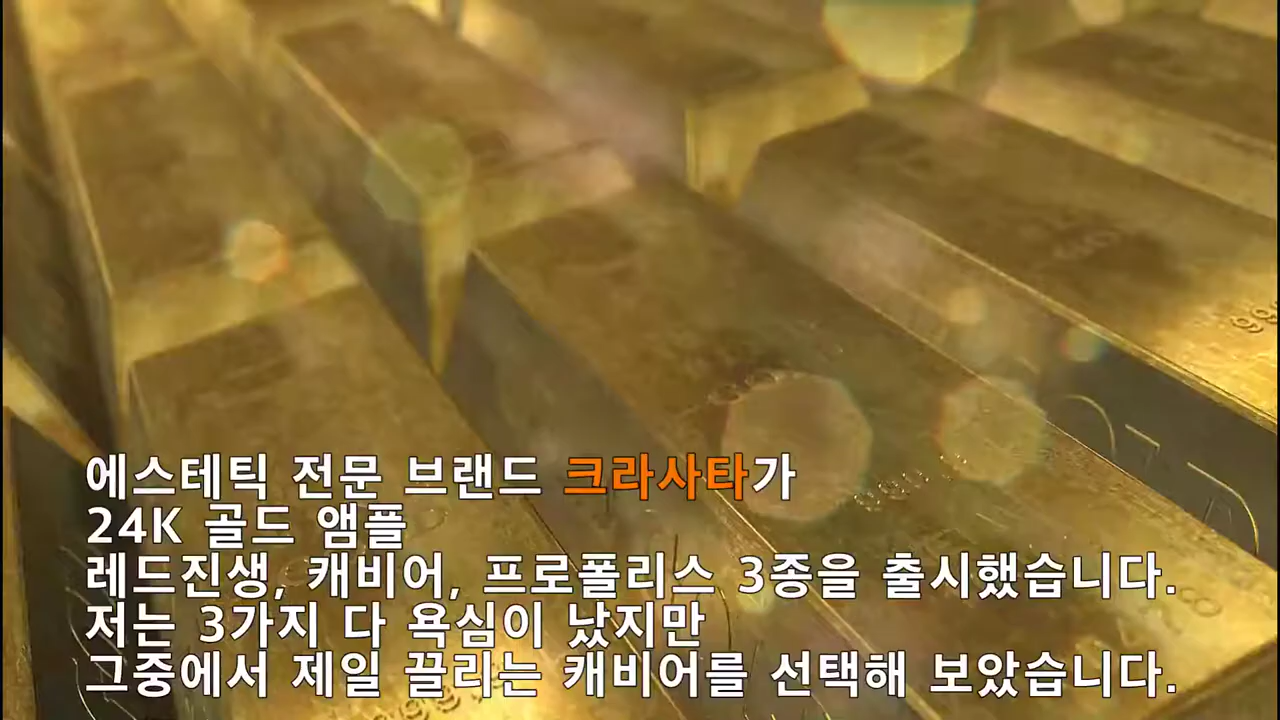 에스테틱 전문 브랜드 크라사타가
24K 골드 앰플
레드진생, 캐비어, 프로폴리스 3종을 출시했습니다.
저는 3가지 다 욕심이 났지만
그중에서 제일 끌리는 캐비어를 선택해 보았습니다.